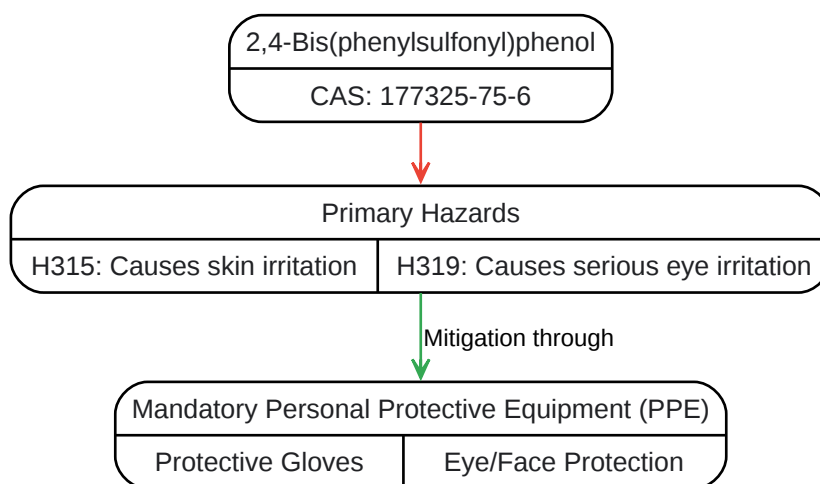 2,4-Bis(phenylsulfonyl)phenol
CAS: 177325-75-6
Primary Hazards
H315: Causes skin irritation
H319: Causes serious eye irritation
Mitigation through
Mandatory Personal Protective Equipment (PPE)
Protective Gloves
Eye/Face Protection